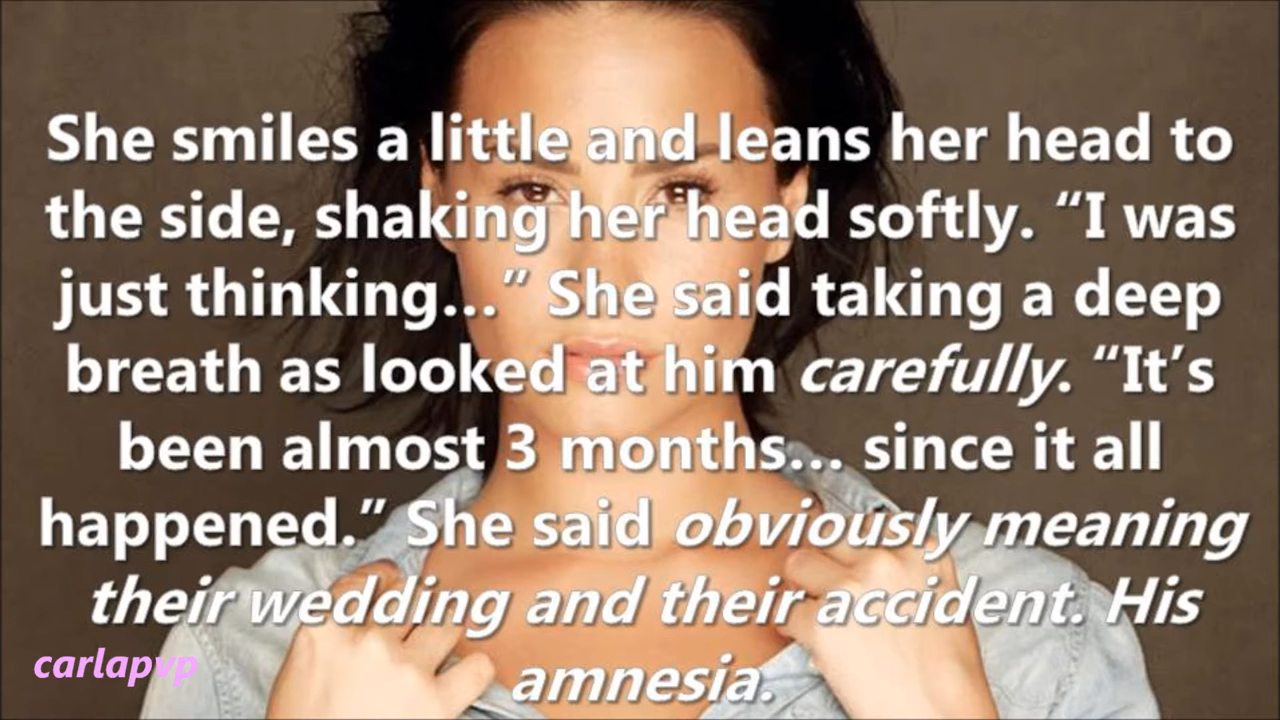 She smiles a little and leans her head to
the side, shaking her head softly. “I was
just thinking...” She said taking a deep
breath as looked at him carefully. “It’s
been almost 3 months... since it all
happened.” She said obviously meaning
their wedding and their accident. His
amnesia.
carlapvp